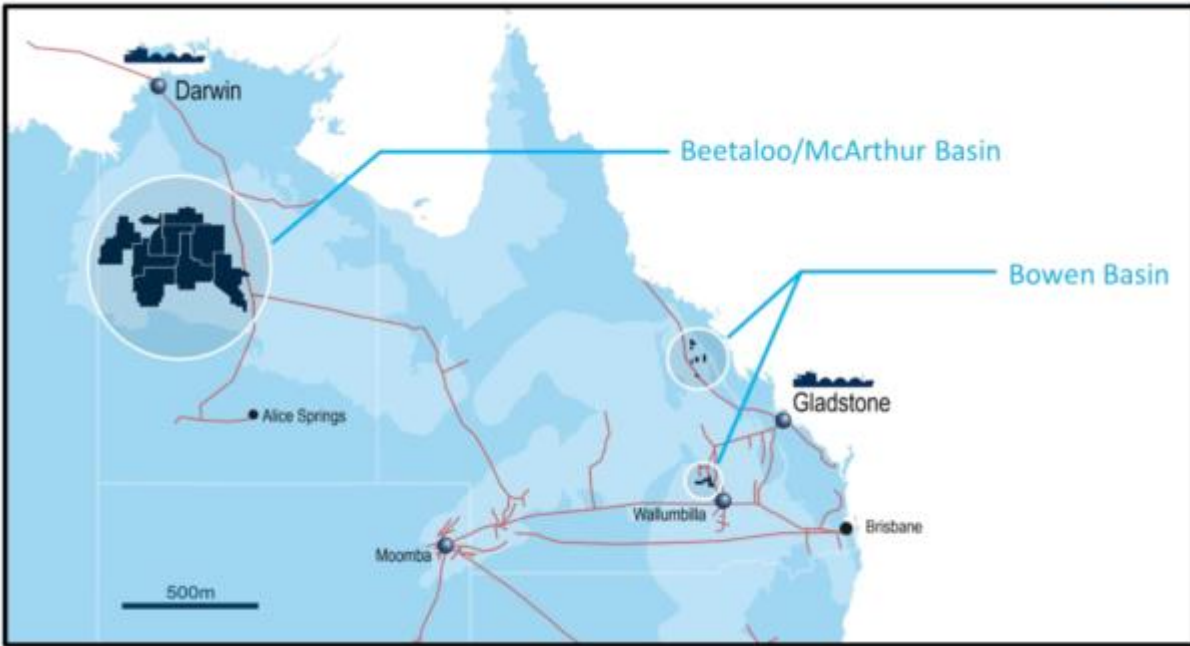 Darwin
Beetaloo/McArthur Basin
Bowen Basin
Gladstone
Alice Springs
Wallumbilla
Brisbane
Moomba
500m